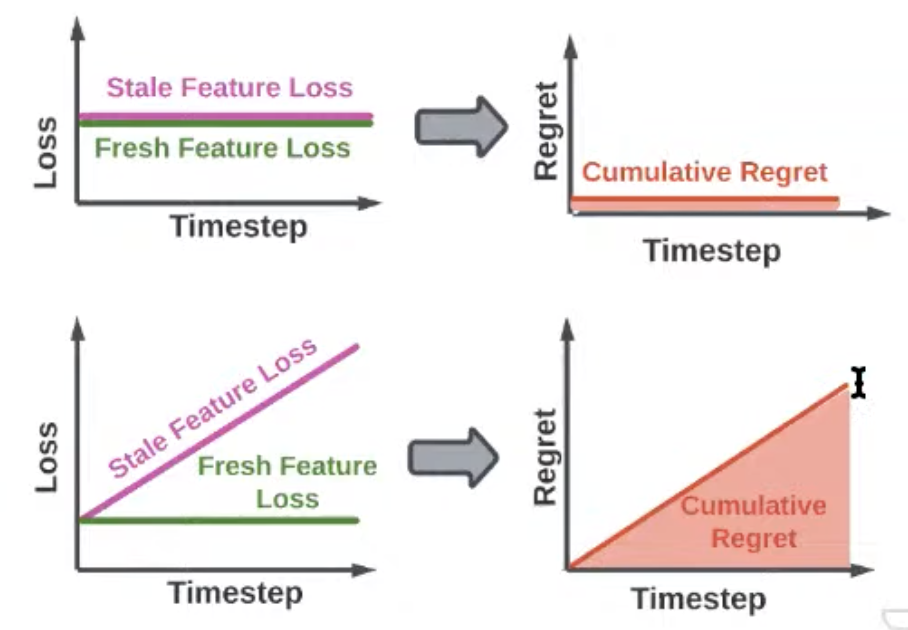 Stale Feature Loss
Fresh Feature Loss
Loss
Timestep
Cumulative Regret
Regret
Timestep
Stale Feature Loss
Fresh Feature
Loss
Loss
Timestep
Cumulative
Regret
Regret
Timestep